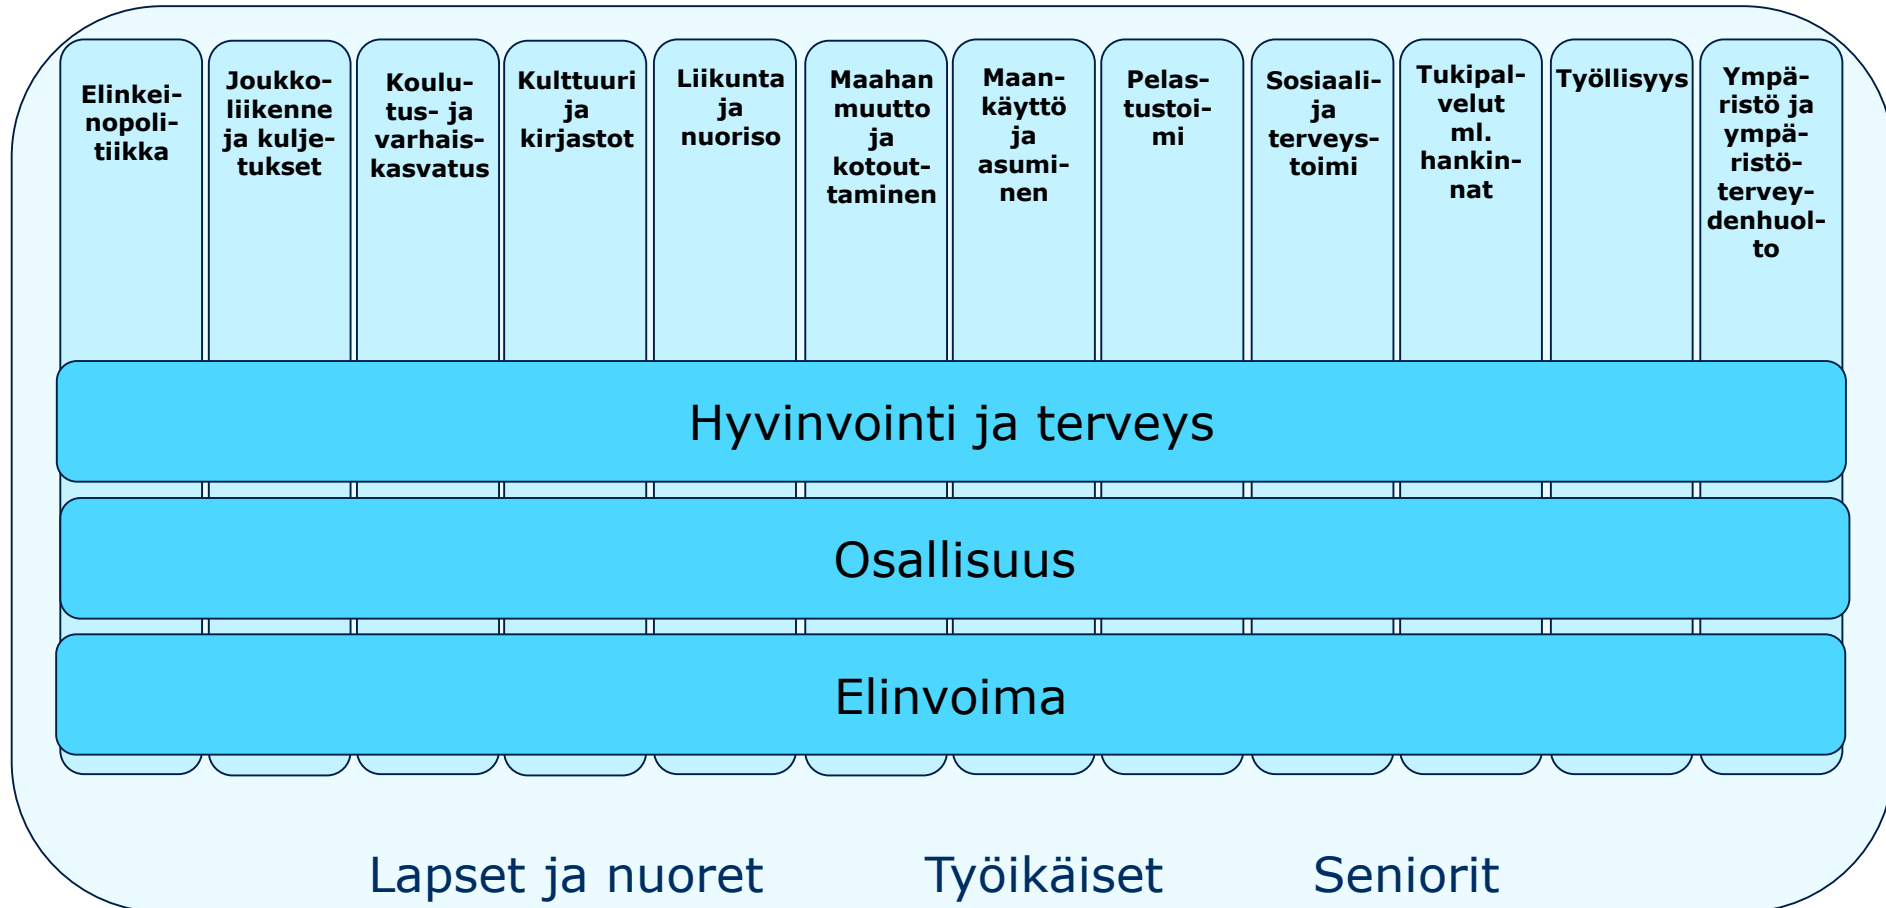 Elinkei-
nopoli-
tiikka
Joukko-
liikenne
ja kulje-
tukset
Koulu-
tus- ja
varhais-
kasvatus
Kulttuuri
ja
kirjastot
Liikunta
ja
nuoriso
Maahan
muutto
ja
kotout-
taminen
Maan-
käyttö
ja
asumi-
nen
Pelas-
tustoi-
mi
Sosiaali-
ja
terveys-
toimi
Tukipal-
velut
ml.
hankin-
nat
Työllisyys
Ympä-
ristö ja
ympä-
ristö-
tervey-
denhuol-
to
Hyvinvointi ja terveys
Osallisuus
Elinvoima
Lapset ja nuoret
Työikäiset
Seniorit